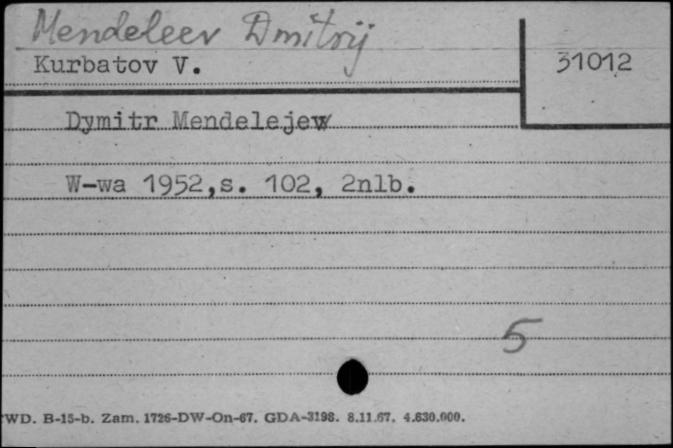 Mendeleev Dmitrij
Kurbatov V.
31012
Dymitr Mendelejew
W-wa 1952,s. 102, 2nlb.
5
WD. B-15-b. Zam. 1726-DW-On-67. GDA-3198. 8.11.67. 4.630.000.